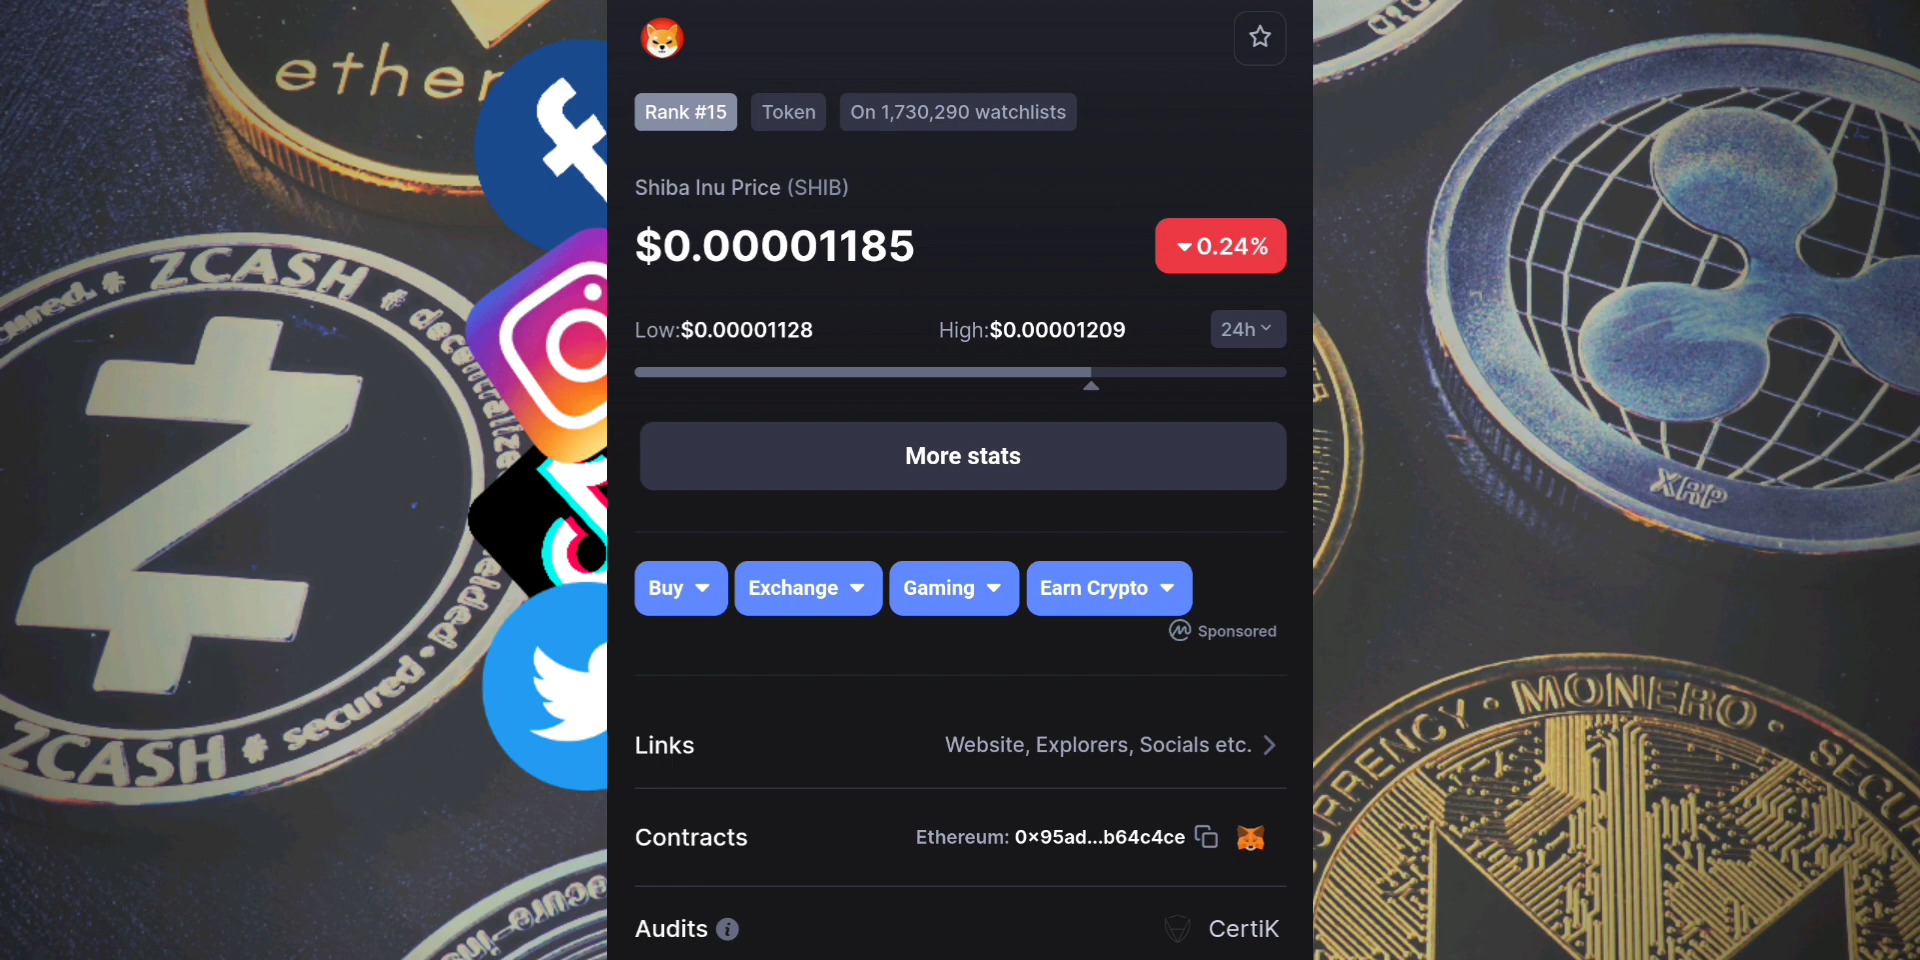 Rank #15
Token
On 1,730,290 watchlists
Shiba Inu Price (SHIB)
$0.00001185
0.24%
Low:$0.00001128
High:$0.00001209
24h
More stats
Buy
Exchange
Gaming
Earn Crypto
Sponsored
Links
Website, Explorers, Socials etc.
Contracts
Ethereum: 0x95ad...b64c4ce
Audits
CertiK
ether
ZCASH
decentralize
secured
ZCASH
XRP
MONERO